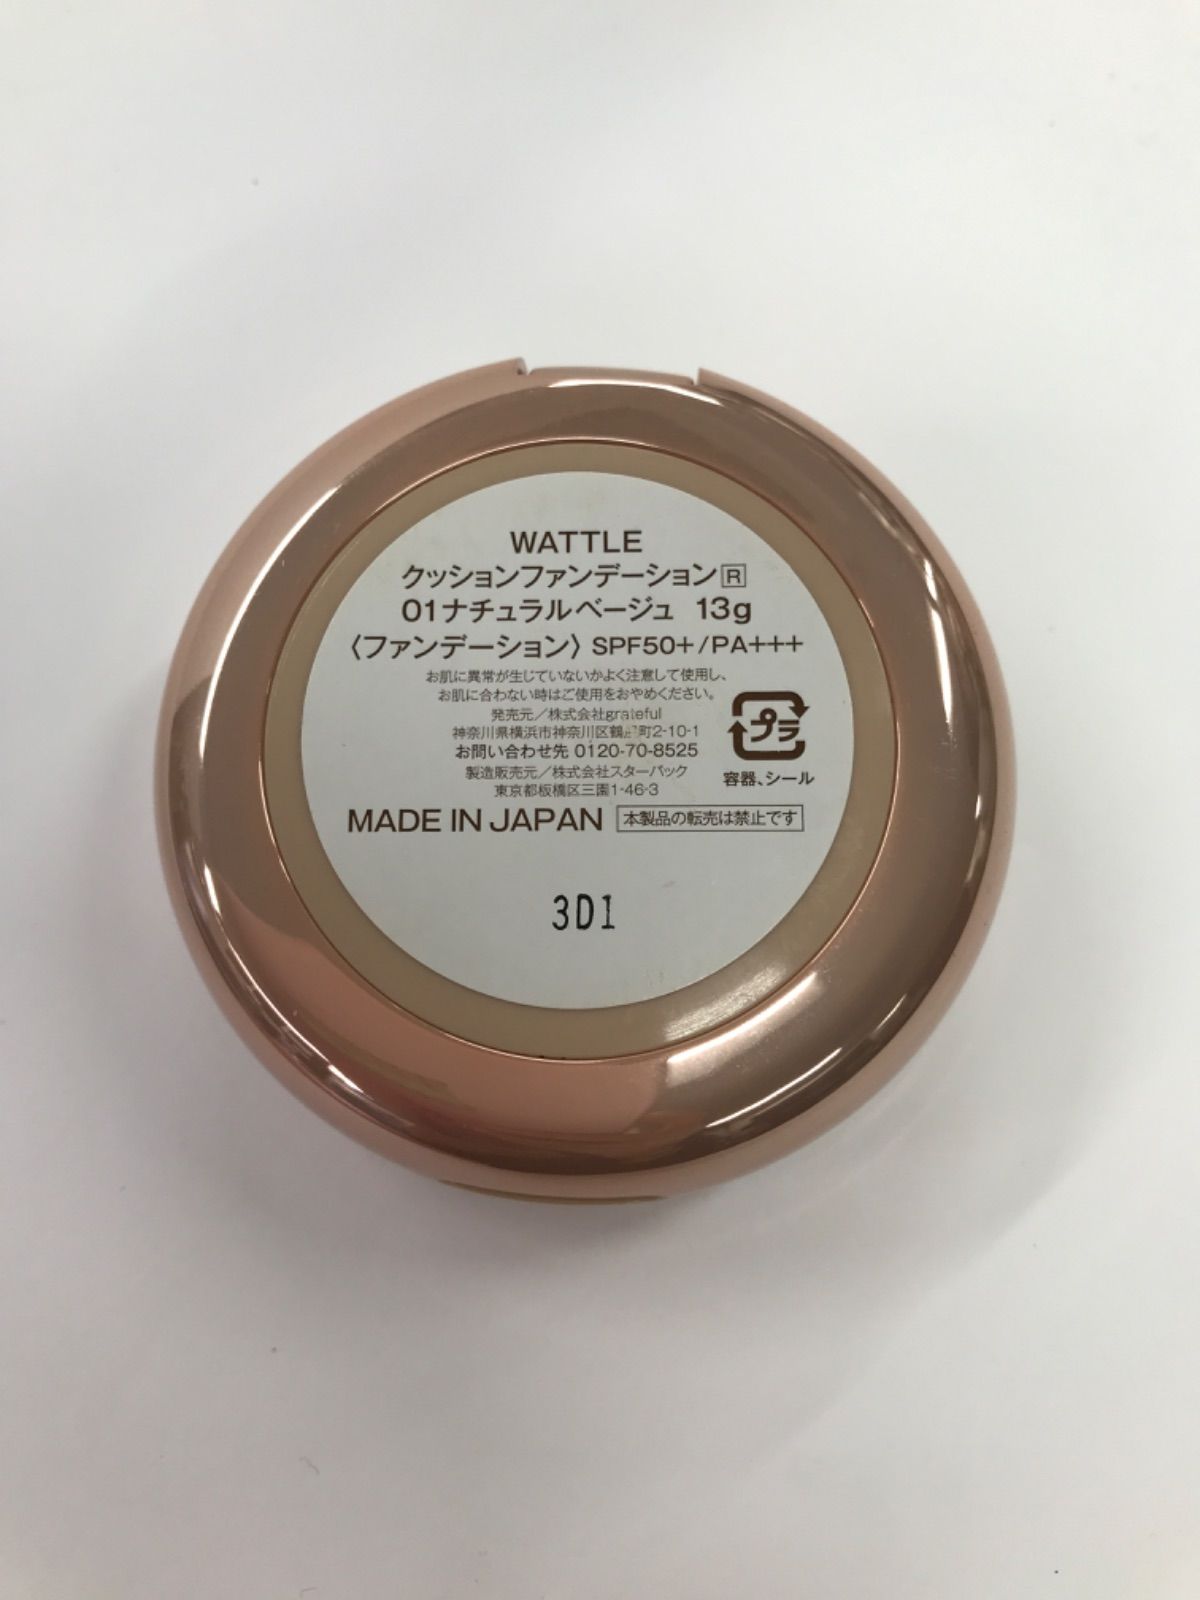 WATTLE
クッションファンデーション R
01ナチュラルベージュ 13g
〈ファンデーション〉 SPF50+/PA+++
お肌に異常が生じていないかよく注意して使用し、
お肌に合わない時はご使用をおやめください。
発売元／株式会社grateful
神奈川県横浜市神奈川区鶴屋町2-10-1
お問い合わせ先 0120-70-8525
製造販売元／株式会社スターパック
東京都板橋区三園1-46-3
プラ
容器、シール
MADE IN JAPAN 本製品の転売は禁止です
3D1